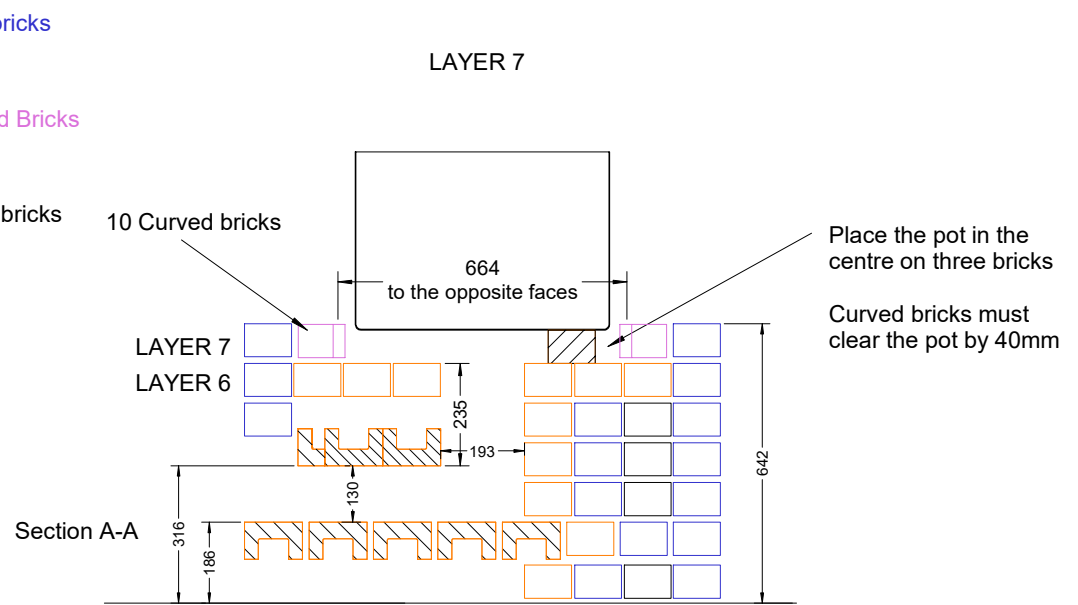 bricks
LAYER 7
d Bricks
bricks
10 Curved bricks
Place the pot in the
centre on three bricks
664
to the opposite faces
Curved bricks must
clear the pot by 40mm
LAYER 7
LAYER 6
235
193
642
130
Section A-A
316
186